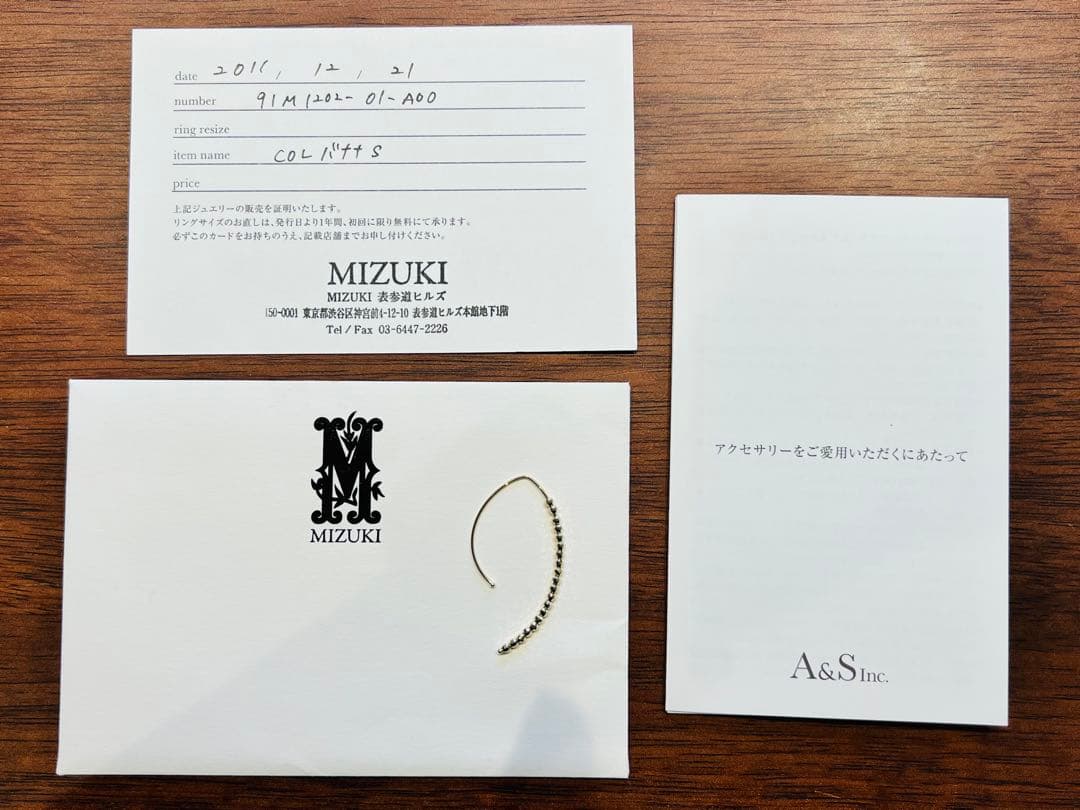 date 2011, 12, 21
number 91M1202-01-A00
ring resize
item name COL バナナ S
price
上記ジュエリーの販売を証明いたします。
リングサイズのお直しは、発行日より1年間、初回に限り無料にて承ります。
必ずこのカードをお持ちのうえ、記載店舗までお申し付けください。
MIZUKI
MIZUKI 表参道ヒルズ
150-0001 東京都渋谷区神宮前4-12-10 表参道ヒルズ本館地下1階
Tel / Fax 03-6447-2226
M
MIZUKI
アクセサリーをご愛用いただくにあたって
A&S Inc.